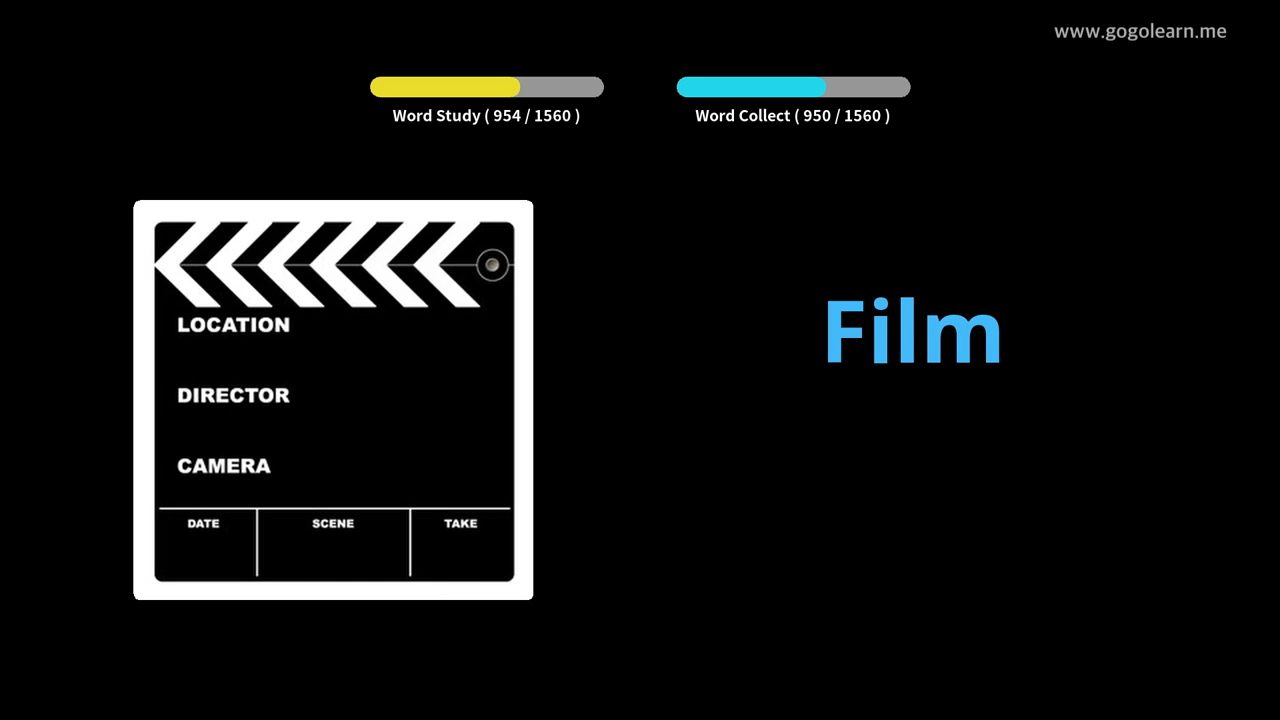 www.gogolearn.me
Word Study ( 954 / 1560 )
Word Collect ( 950 / 1560 )
LOCATION
DIRECTOR
CAMERA
DATE
SCENE
TAKE
Film